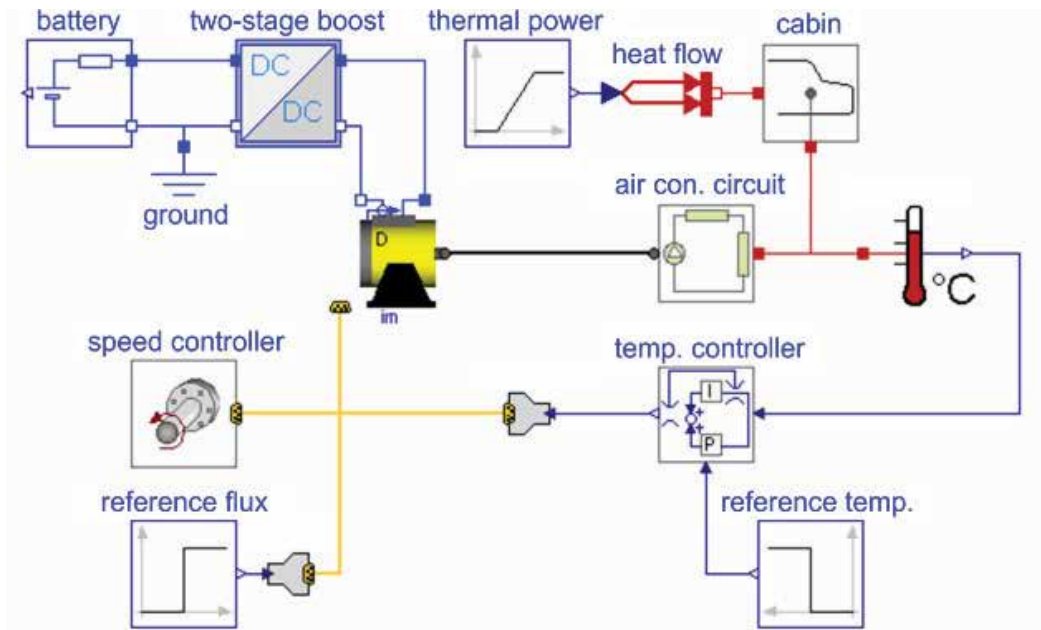 battery
two-stage boost
thermal power
heat flow
cabin
DC
DC
ground
air con. circuit
D
im
°C
speed controller
temp. controller
I
+
+
P
reference flux
reference temp.